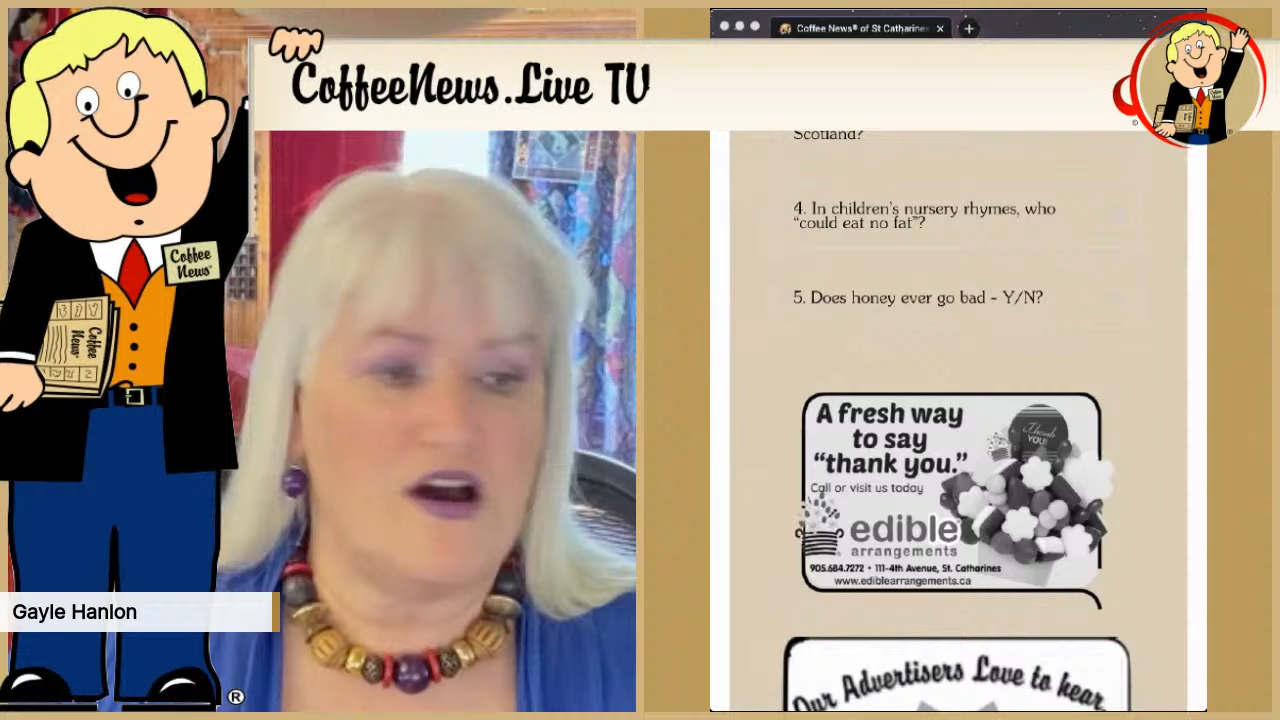 CoffeeNews.Live TV
Coffee News® of St Catharines
Scotland?
4. In children's nursery rhymes, who
"could eat no fat"?
5. Does honey ever go bad - Y/N?
A fresh way
to say
"thank you."
Call or visit us today
edible
arrangements
905.684.7272 • 111-4th Avenue, St. Catharines
www.ediblearrangements.ca
Thank
YOU!
Our Advertisers Love to hear
Coffee
News®
Coffee
News
Gayle Hanlon
®